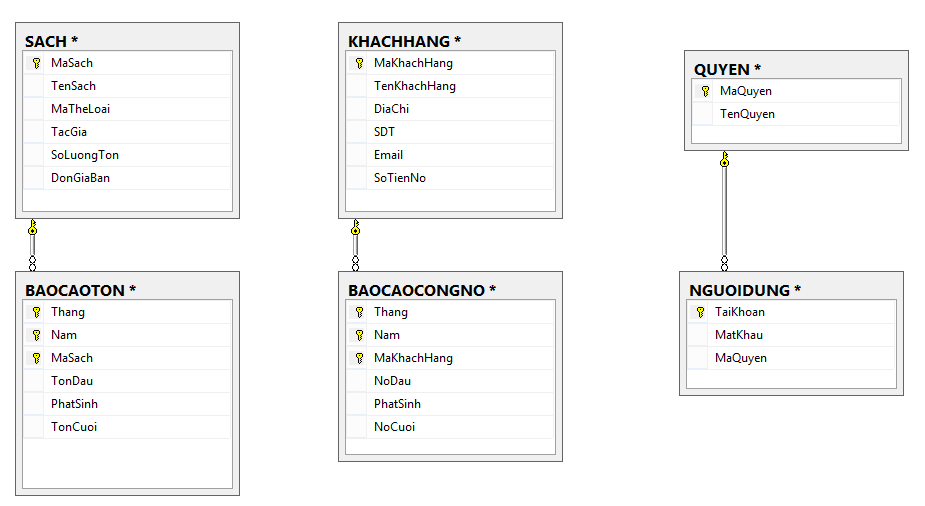 SACH *
MaSach
TenSach
MaTheLoai
TacGia
SoLuongTon
DonGiaBan
KHACHHANG *
MaKhachHang
TenKhachHang
DiaChi
SDT
Email
SoTienNo
QUYEN *
MaQuyen
TenQuyen
BAOCAOTON *
Thang
Nam
MaSach
TonDau
PhatSinh
TonCuoi
BAOCAOCONGNO *
Thang
Nam
MaKhachHang
NoDau
PhatSinh
NoCuoi
NGUOIDUNG *
TaiKhoan
MatKhau
MaQuyen